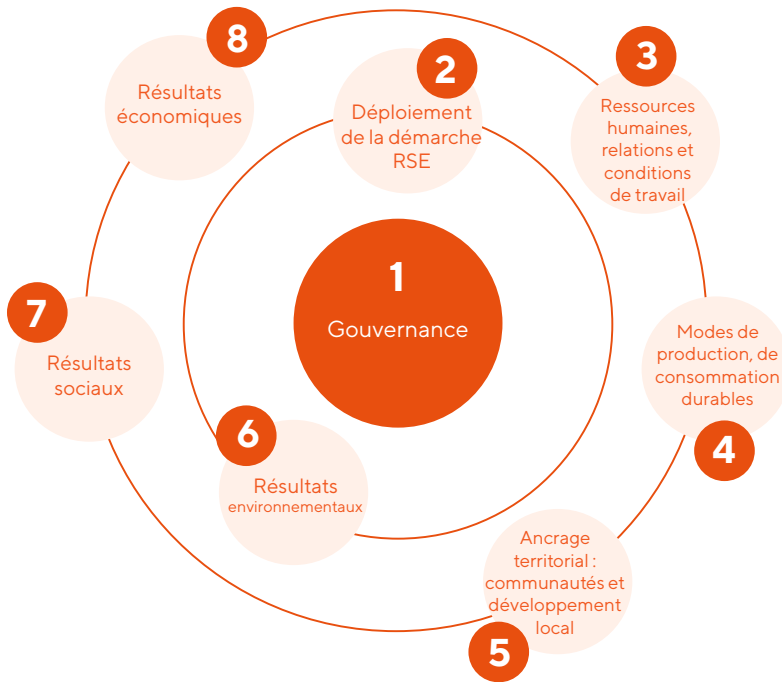 1
Gouvernance
2
Déploiement
de la démarche
RSE
3
Ressources
humaines,
relations et
conditions
de travail
Modes de
production, de
consommation
durables
4
Ancrage
territorial :
communautés et
développement
local
5
6
Résultats
environnementaux
7
Résultats
sociaux
8
Résultats
économiques